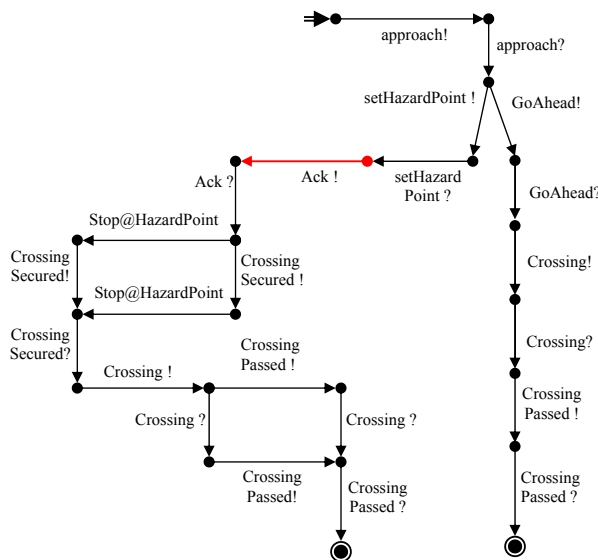 approach!
approach?
setHazardPoint !
GoAhead!
Ack ?
Ack !
setHazard
Point ?
GoAhead?
Stop@HazardPoint
Crossing
Secured!
Crossing
Secured !
Crossing!
Stop@HazardPoint
Crossing
Secured?
Crossing?
Crossing !
Crossing
Passed !
Crossing
Passed !
Crossing ?
Crossing ?
Crossing
Passed!
Crossing
Passed ?
Crossing
Passed ?